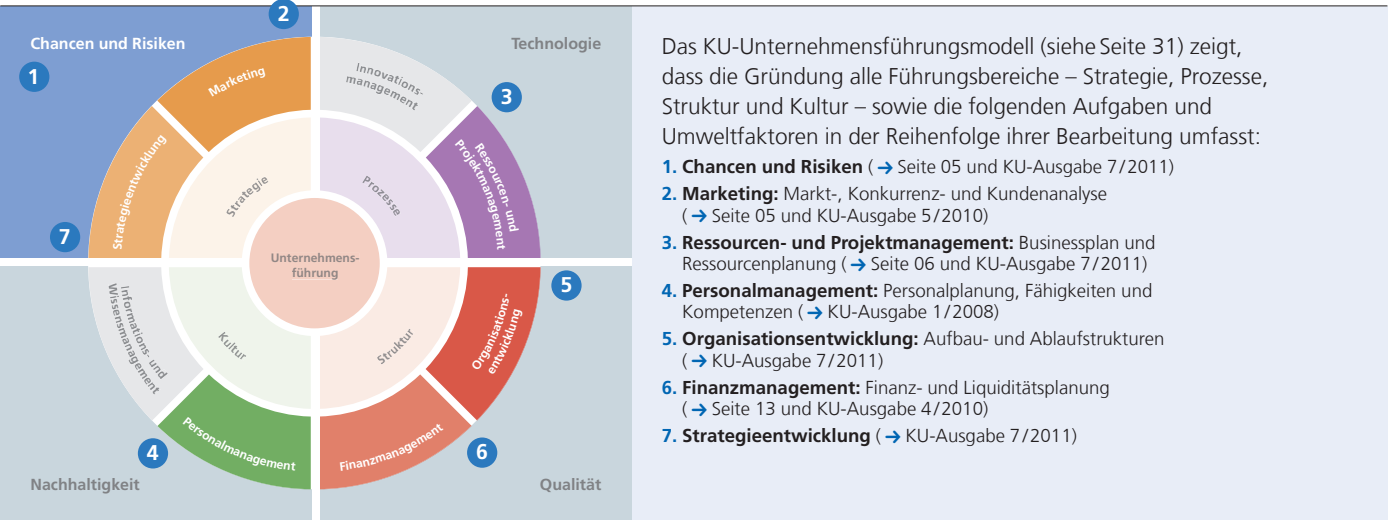 Chancen und Risiken
1
2
Technologie
Marketing
Innovations-
management
3
Strategieentwicklung
Ressourcen- und
Projektmanagement
Strategie
Prozesse
7
Unternehmens-
führung
5
Informations- und
Wissensmanagement
Kultur
Struktur
Organisations-
entwicklung
4
Personalmanagement
Finanzmanagement
6
Nachhaltigkeit
Qualität
Das KU-Unternehmensführungsmodell (siehe Seite 31) zeigt,
dass die Gründung alle Führungsbereiche – Strategie, Prozesse,
Struktur und Kultur – sowie die folgenden Aufgaben und
Umweltfaktoren in der Reihenfolge ihrer Bearbeitung umfasst:
1. Chancen und Risiken (➔ Seite 05 und KU-Ausgabe 7/2011)
2. Marketing: Markt-, Konkurrenz- und Kundenanalyse
(➔ Seite 05 und KU-Ausgabe 5/2010)
3. Ressourcen- und Projektmanagement: Businessplan und
Ressourcenplanung (➔ Seite 06 und KU-Ausgabe 7/2011)
4. Personalmanagement: Personalplanung, Fähigkeiten und
Kompetenzen (➔ KU-Ausgabe 1/2008)
5. Organisationsentwicklung: Aufbau- und Ablaufstrukturen
(➔ KU-Ausgabe 7/2011)
6. Finanzmanagement: Finanz- und Liquiditätsplanung
(➔ Seite 13 und KU-Ausgabe 4/2010)
7. Strategieentwicklung (➔ KU-Ausgabe 7/2011)